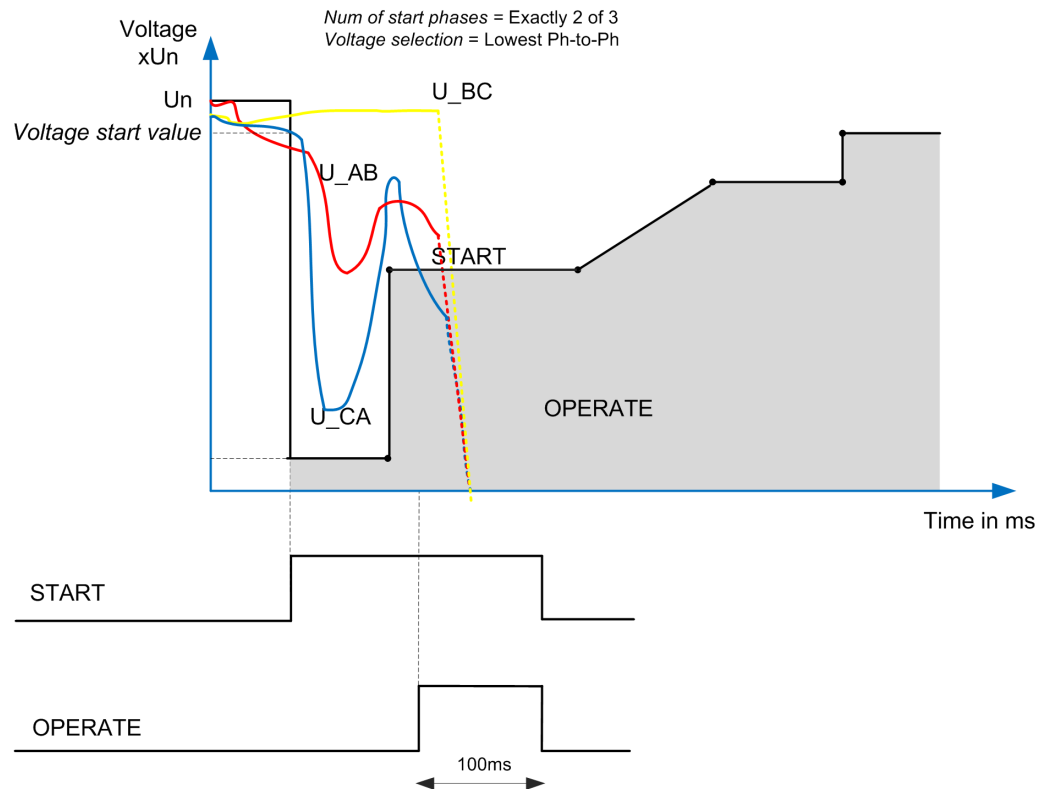 Num of start phases = Exactly 2 of 3
Voltage selection = Lowest Ph-to-Ph
Voltage
xUn
Un
Voltage start value
U_BC
U_AB
START
U_CA
OPERATE
Time in ms
START
OPERATE
100ms